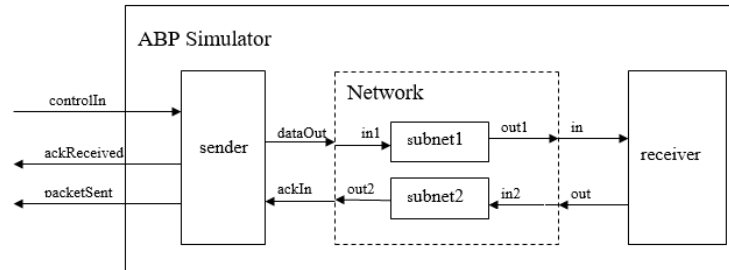 ABP Simulator
controlIn
ackReceived
packetSent
sender
dataOut
ackIn
Network
in1
subnet1
out1
out2
subnet2
in2
in
out
receiver